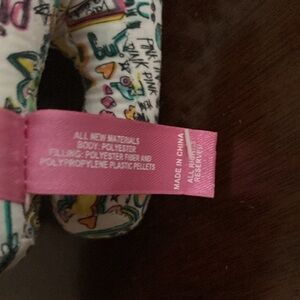 PINK
PINK
ALL NEW MATERIALS
BODY: POLYESTER
FILLING: POLYESTER FIBER AND
POLYPROPYLENE PLASTIC PELLETS
MADE IN CHINA
ALL RIGHTS
RESERVED